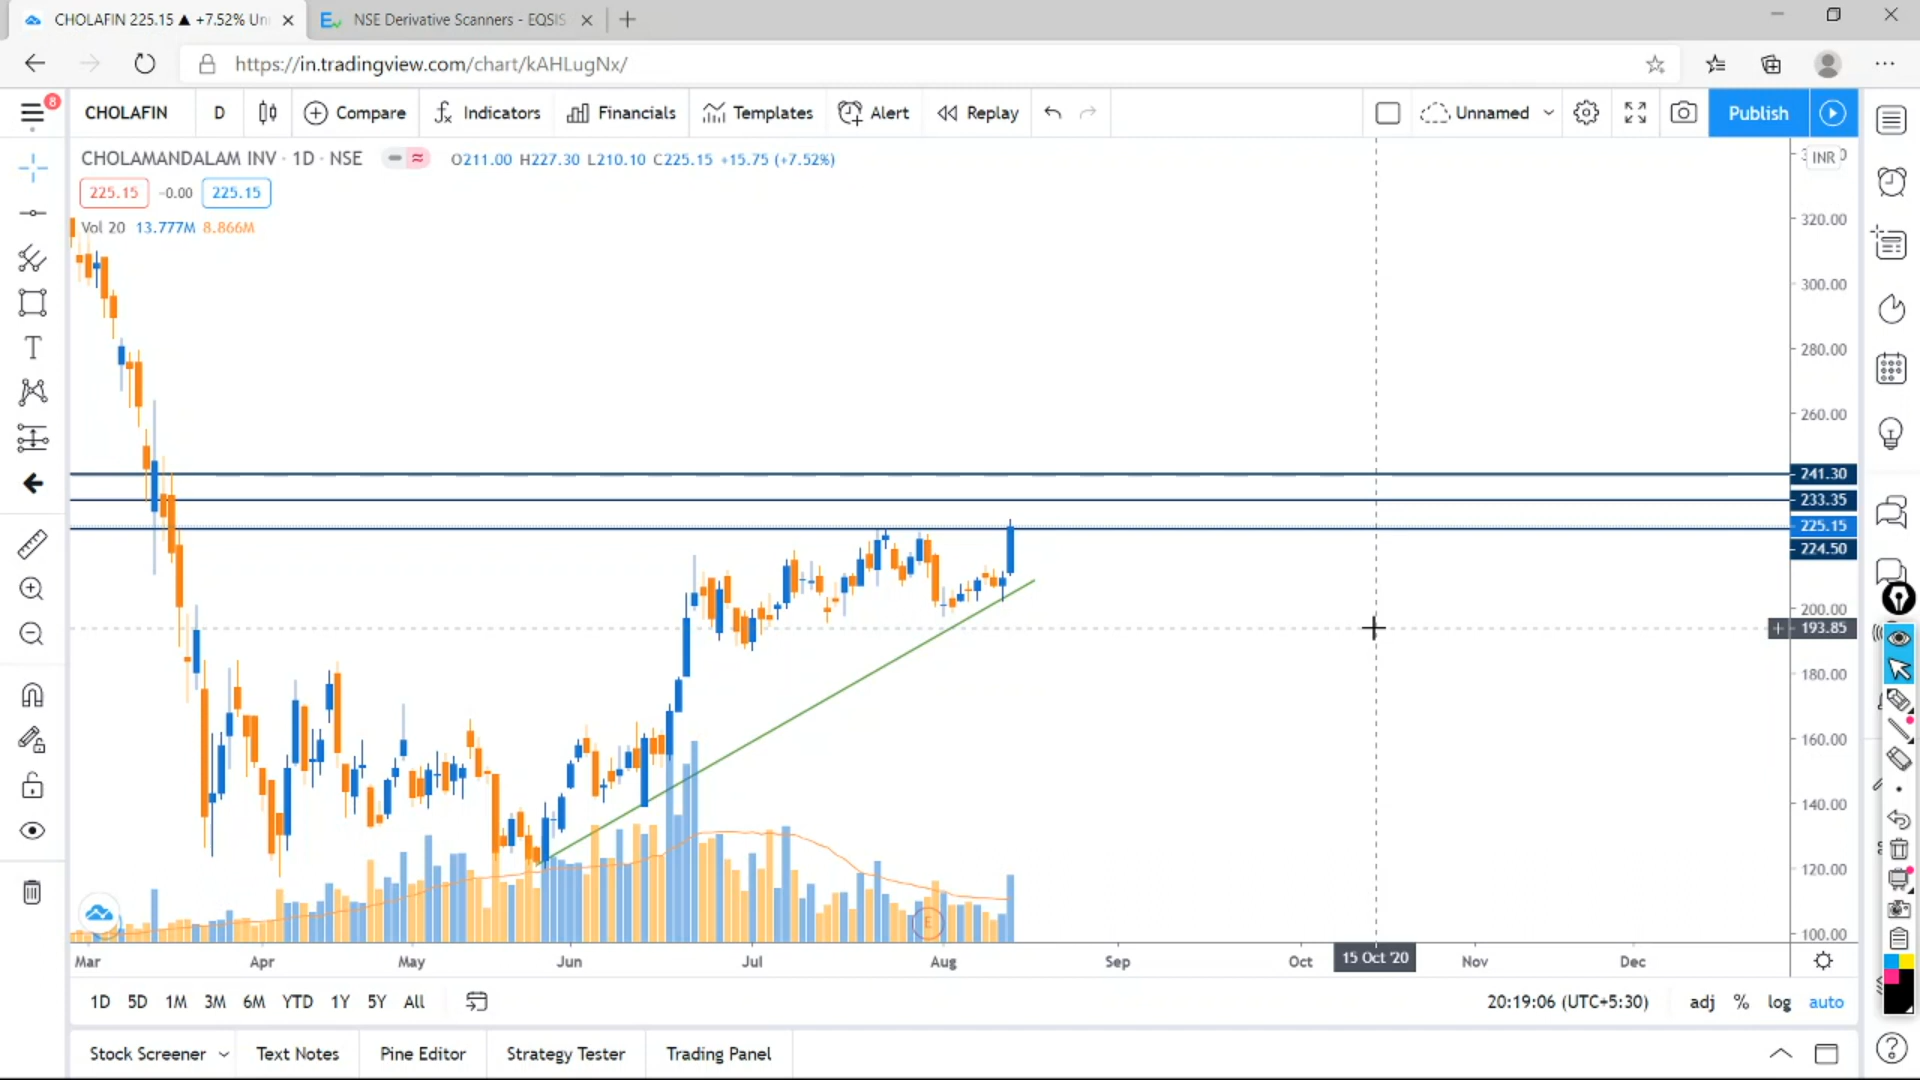 CHOLAFIN 225.15 ▲ +7.52% Un
NSE Derivative Scanners - EQSIS
https://in.tradingview.com/chart/kAHLugNx/
8
CHOLAFIN
D
Compare
Indicators
Financials
Templates
Alert
Replay
Unnamed
Publish
CHOLAMANDALAM INV · 1D · NSE
O211.00 H227.30 L210.10 C225.15 +15.75 (+7.52%)
INR
225.15 -0.00 225.15
Vol 20 13.777M 8.866M
320.00
300.00
280.00
260.00
241.30
233.35
225.15
224.50
200.00
193.85
180.00
160.00
140.00
120.00
100.00
E
Mar Apr May Jun Jul Aug Sep Oct 15 Oct '20 Nov Dec
1D 5D 1M 3M 6M YTD 1Y 5Y All
20:19:06 (UTC+5:30) adj % log auto
Stock Screener Text Notes Pine Editor Strategy Tester Trading Panel